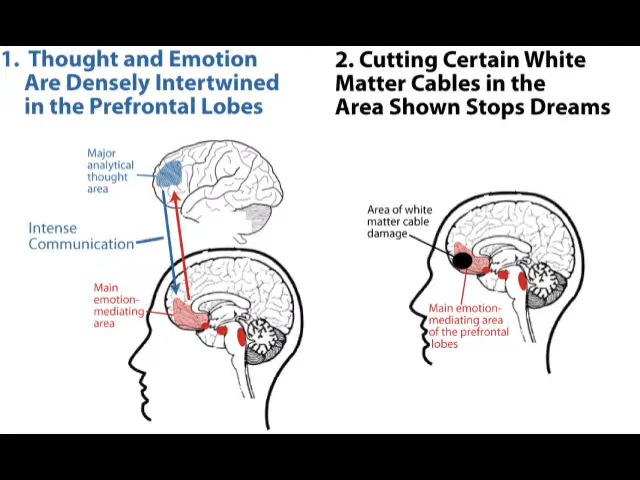 1. Thought and Emotion
Are Densely Intertwined
in the Prefrontal Lobes
Major
analytical
thought
area
Intense
Communication
Main
emotion-
mediating
area
2. Cutting Certain White
Matter Cables in the
Area Shown Stops Dreams
Area of white
matter cable
damage
Main emotion-
mediating area
of the prefrontal
lobes